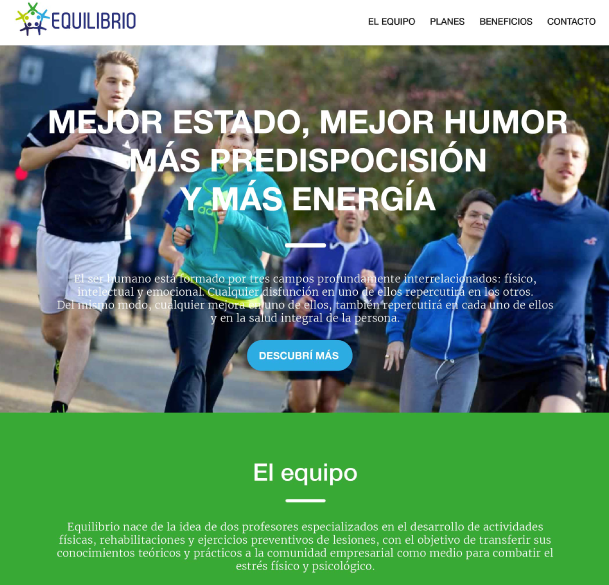 EQUILIBRIO
EL EQUIPO PLANES BENEFICIOS CONTACTO
MEJOR ESTADO, MEJOR HUMOR
MÁS PREDISPOCISIÓN
Y MÁS ENERGÍA
El ser humano está formado por tres campos profundamente interrelacionados: físico,
intelectual y emocional. Cualquier disfunción en uno de ellos repercutirá en los otros.
Del mismo modo, cualquier mejora en uno de ellos, también repercutirá en cada uno de ellos
y en la salud integral de la persona.
DESCUBRÍ MÁS
El equipo
Equilibrio nace de la idea de dos profesores especializados en el desarrollo de actividades
físicas, rehabilitaciones y ejercicios preventivos de lesiones, con el objetivo de transferir sus
conocimientos teóricos y prácticos a la comunidad empresarial como medio para combatir el
estrés físico y psicológico.